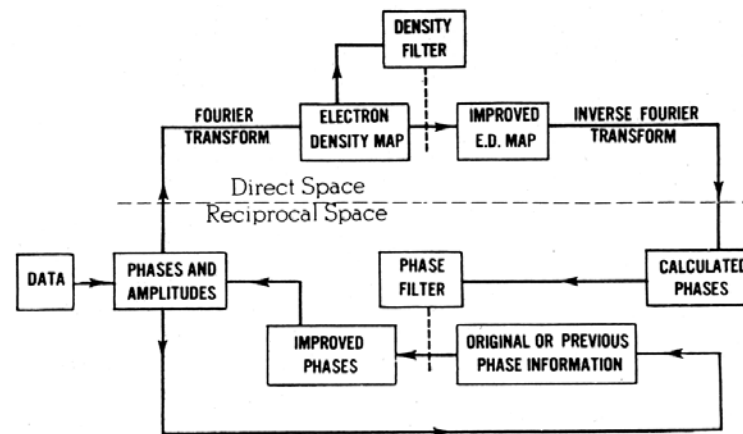 DENSITY
FILTER
FOURIER
TRANSFORM
ELECTRON
DENSITY MAP
IMPROVED
E.D. MAP
INVERSE FOURIER
TRANSFORM
Direct Space
Reciprocal Space
DATA
PHASES AND
AMPLITUDES
PHASE
FILTER
CALCULATED
PHASES
IMPROVED
PHASES
ORIGINAL OR PREVIOUS
PHASE INFORMATION